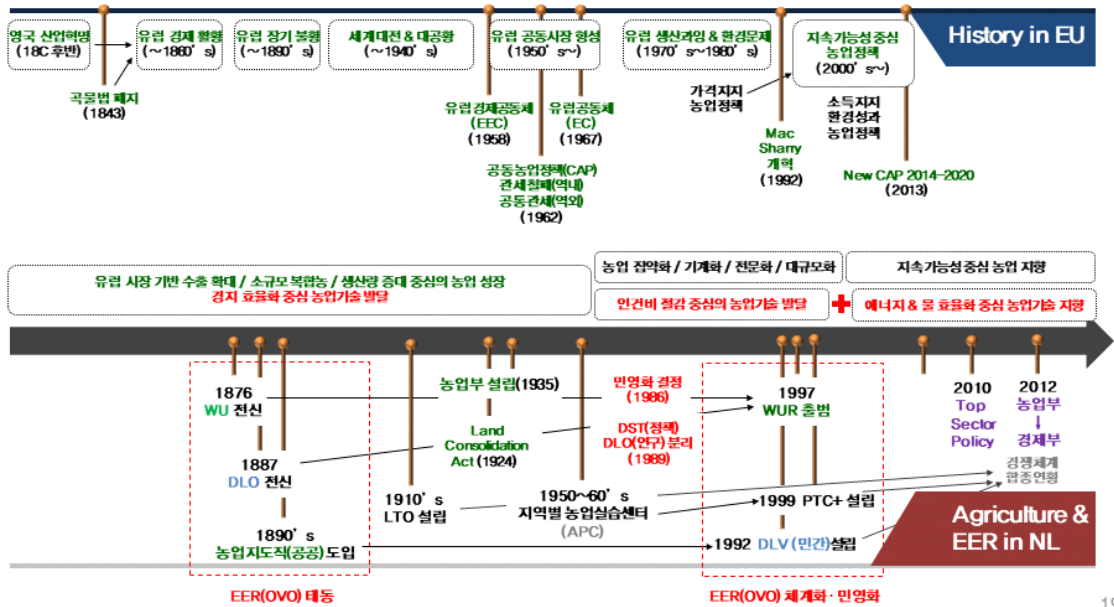 영국 산업혁명
(18C 후반)
유럽 경제 활황
(~1860's)
유럽 장기 불황
(~1890's)
세계대전 & 대공황
(~1940's)
유럽 공동시장 형성
(1950's~)
유럽 생산과잉 & 환경문제
(1970's~1980's)
지속가능성 중심
농업정책
(2000's~)
History in EU
곡물법 폐지
(1843)
유럽경제공동체
(EEC)
(1958)
유럽공동체
(EC)
(1967)
공동농업정책(CAP)
관세철폐(역내)
공통관세(역외)
(1962)
가격지지
농업정책
소득지지
환경성과
농업정책
Mac
Sharry
개혁
(1992)
New CAP 2014-2020
(2013)
유럽 시장 기반 수출 확대 / 소규모 복합농 / 생산량 증대 중심의 농업 성장
경지 효율화 중심 농업기술 발달
농업 집약화 / 기계화 / 전문화 / 대규모화
지속가능성 중심 농업 지향
인건비 절감 중심의 농업기술 발달
+
에너지 & 물 효율화 중심 농업기술 지향
1876
WU 전신
1887
DLO 전신
1890's
농업지도직(공공) 도입
1910's
LTO 설립
농업부 설립(1935)
Land
Consolidation
Act (1924)
1950~60's
지역별 농업실습센터
(APC)
민영화 결정
(1986)
DST(정책)
DLO(연구) 분리
(1989)
1997
WUR 출범
1999 PTC+ 설립
1992 DLV (민간)설립
2010
Top
Sector
Policy
2012
농업부
↓
경제부
경쟁체계
합종연횡
Agriculture &
EER in NL
EER(OVO) 태동
EER(OVO) 체계화·민영화